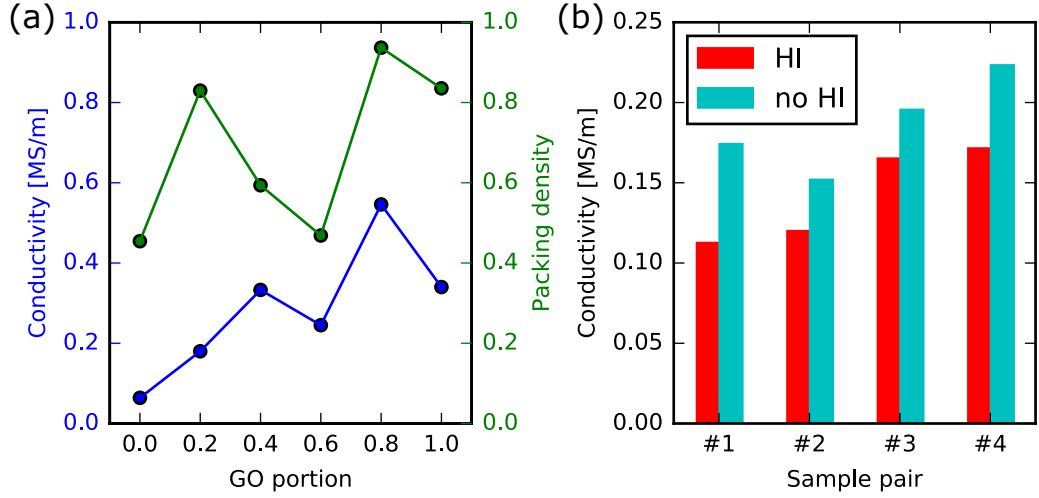 (a)
Conductivity [MS/m]
1.0
0.8
0.6
0.4
0.2
0.0
0.0 0.2 0.4 0.6 0.8 1.0
GO portion
1.0
0.8
0.6
0.4
0.2
0.0
Packing density
(b)
Conductivity [MS/m]
0.25
0.20
0.15
0.10
0.05
0.00
HI
no HI
#1 #2 #3 #4
Sample pair